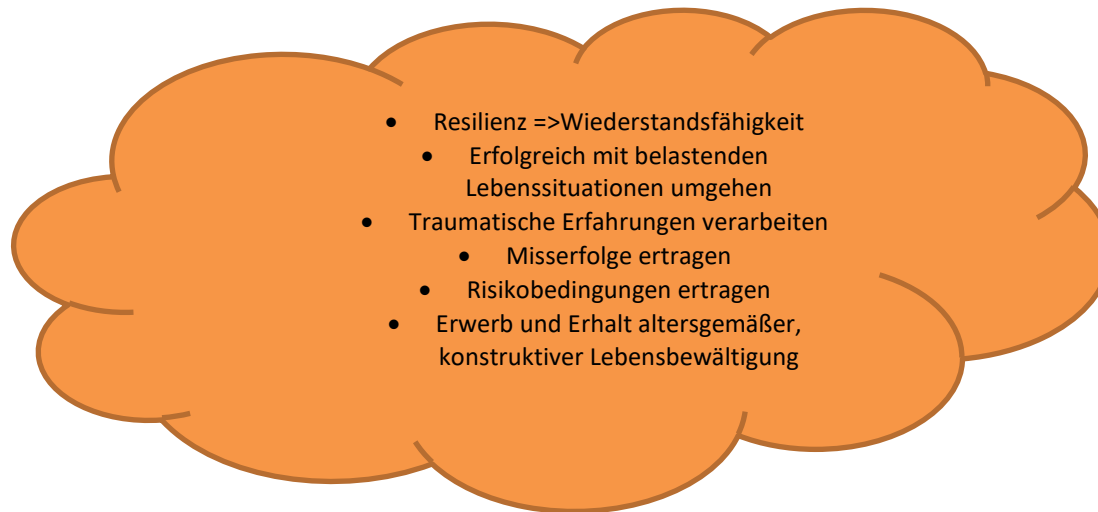 • Resilienz =>Wiederstandsfähigkeit
• Erfolgreich mit belastenden
Lebenssituationen umgehen
• Traumatische Erfahrungen verarbeiten
• Misserfolge ertragen
• Risikobedingungen ertragen
• Erwerb und Erhalt altersgemäßer,
konstruktiver Lebensbewältigung